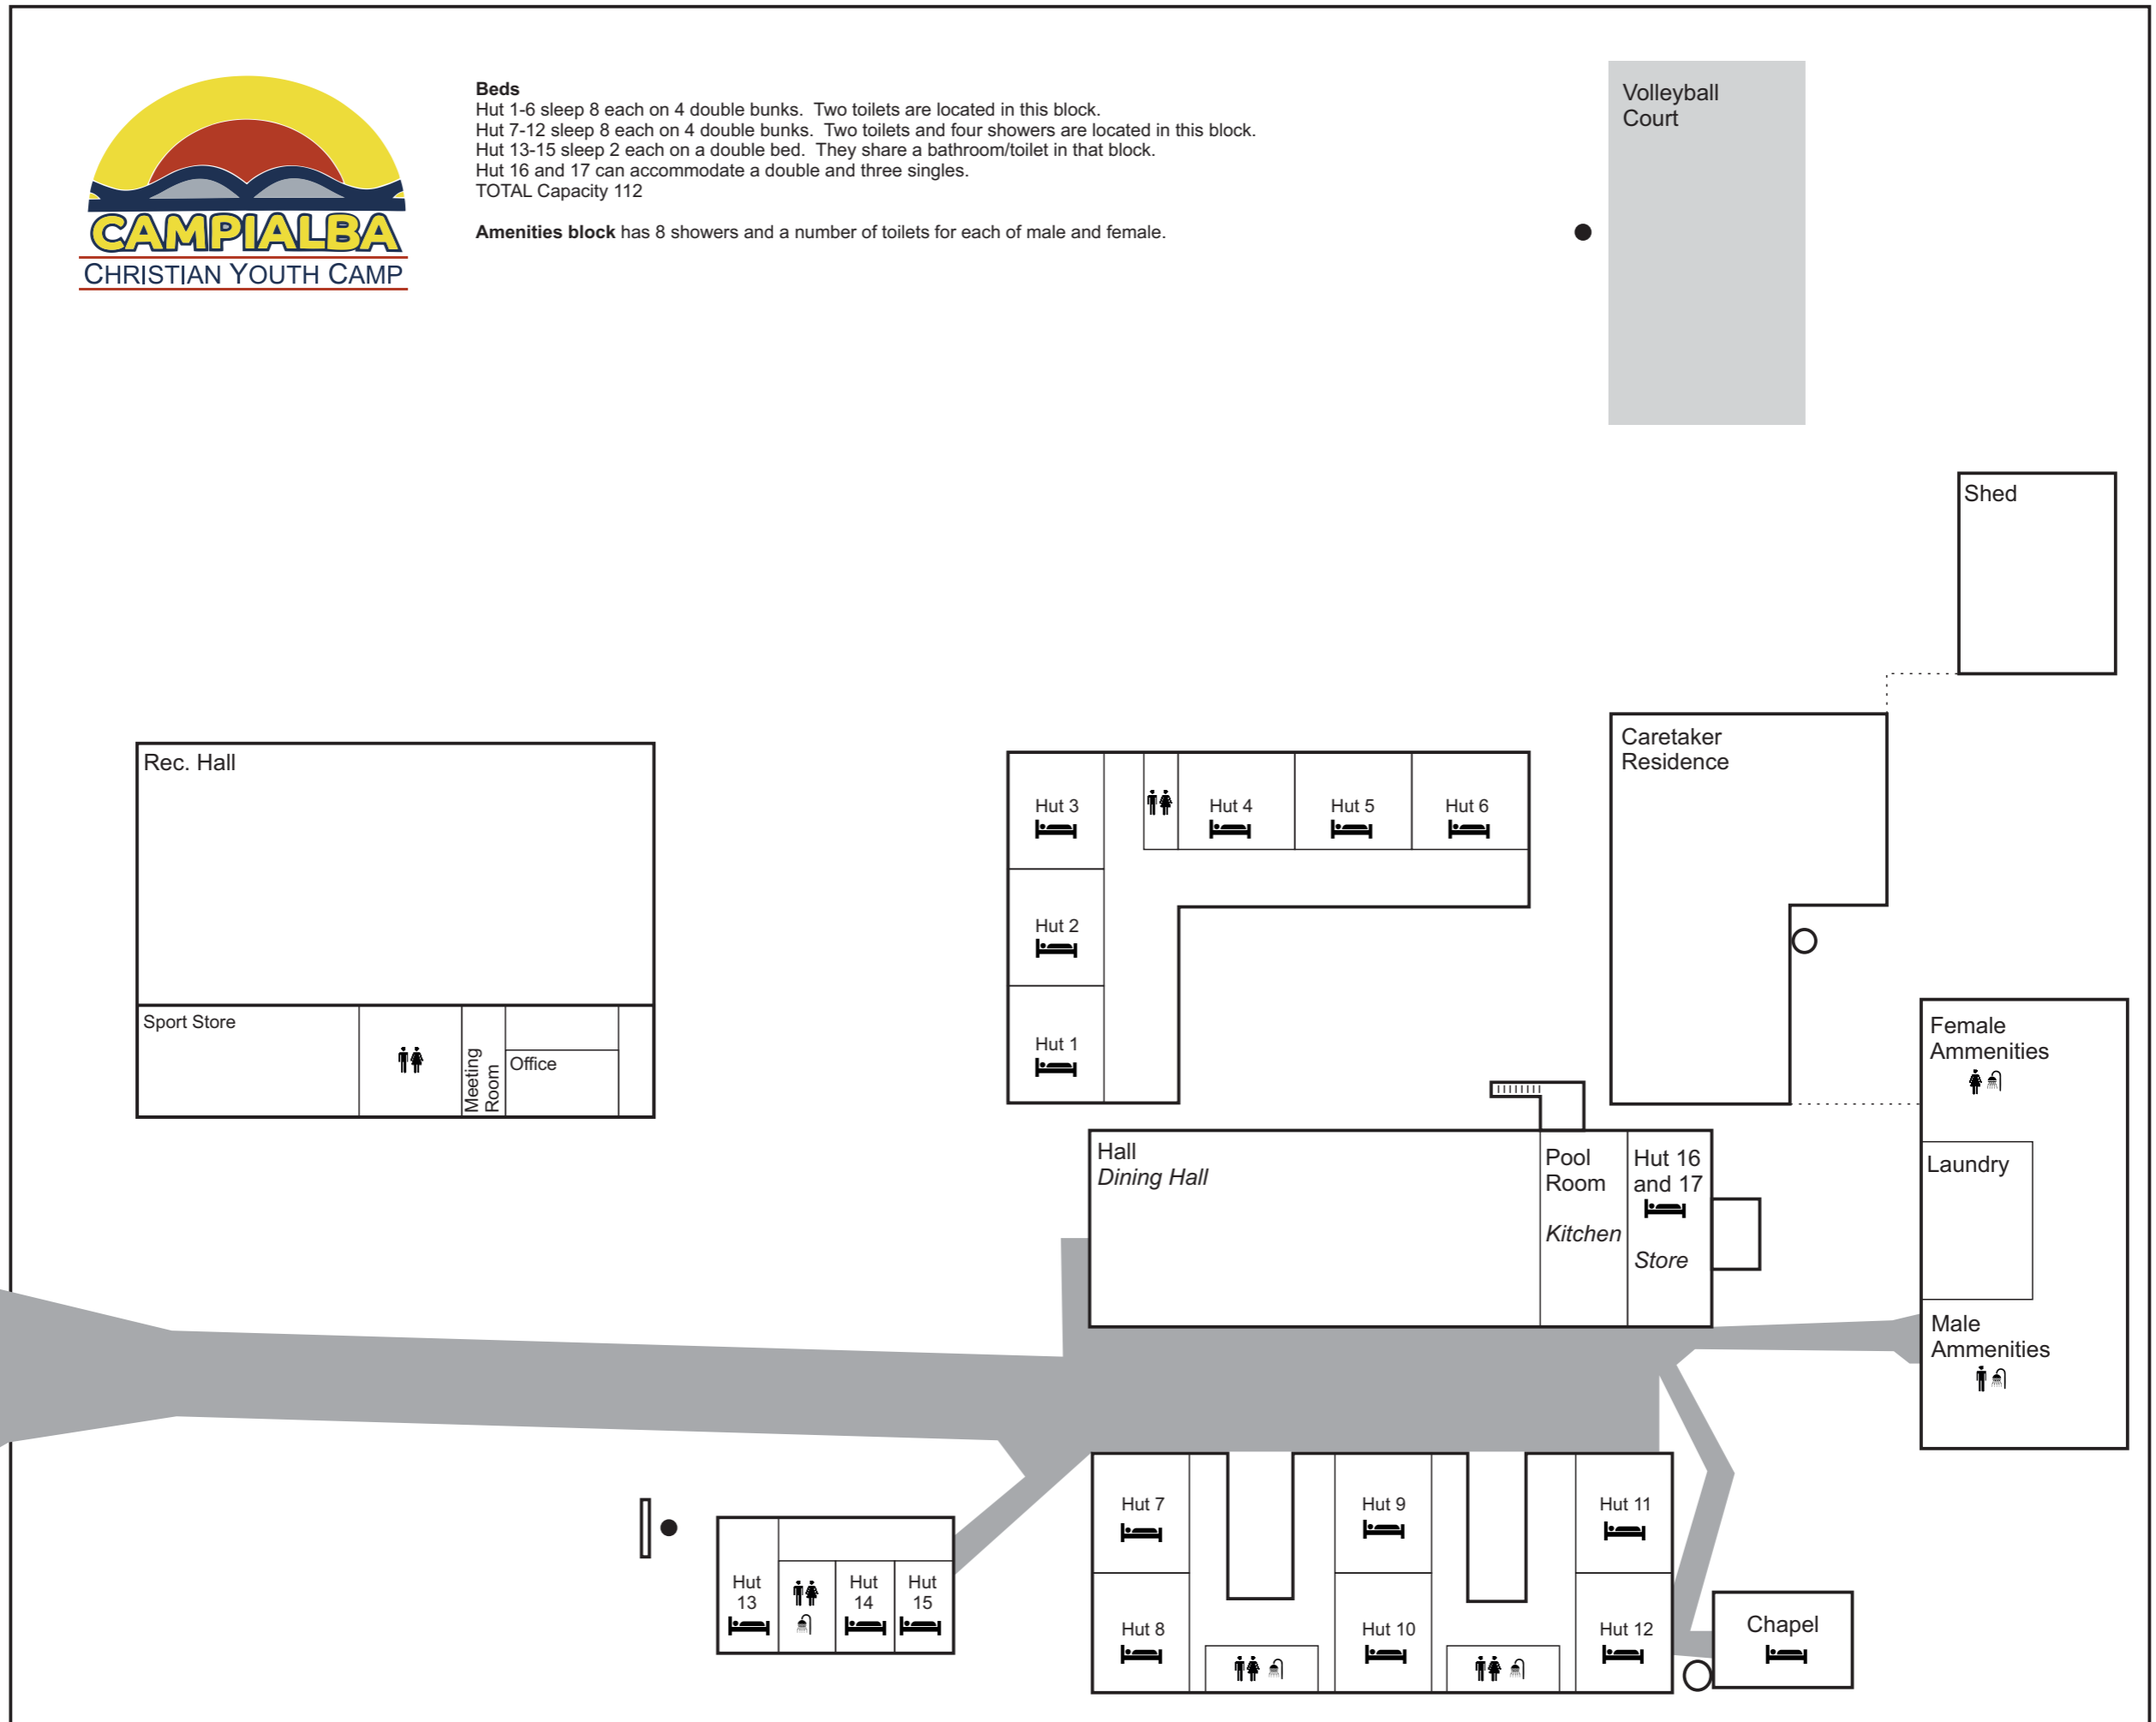 CAMPIALBA
CHRISTIAN YOUTH CAMP
Beds
Hut 1-6 sleep 8 each on 4 double bunks.  Two toilets are located in this block.
Hut 7-12 sleep 8 each on 4 double bunks.  Two toilets and four showers are located in this block.
Hut 13-15 sleep 2 each on a double bed.  They share a bathroom/toilet in that block.
Hut 16 and 17 can accommodate a double and three singles.
TOTAL Capacity 112
Amenities block has 8 showers and a number of toilets for each of male and female.
Volleyball
Court
Shed
Caretaker
Residence
Rec. Hall
Sport Store
Meeting
Room
Office
Hut 3
Hut 4
Hut 5
Hut 6
Hut 2
Hut 1
Female
Ammenities
Laundry
Male
Ammenities
Hall
Dining Hall
Pool
Room
Kitchen
Hut 16
and 17
Store
Hut 7
Hut 9
Hut 11
Hut 8
Hut 10
Hut 12
Hut
13
Hut
14
Hut
15
Chapel